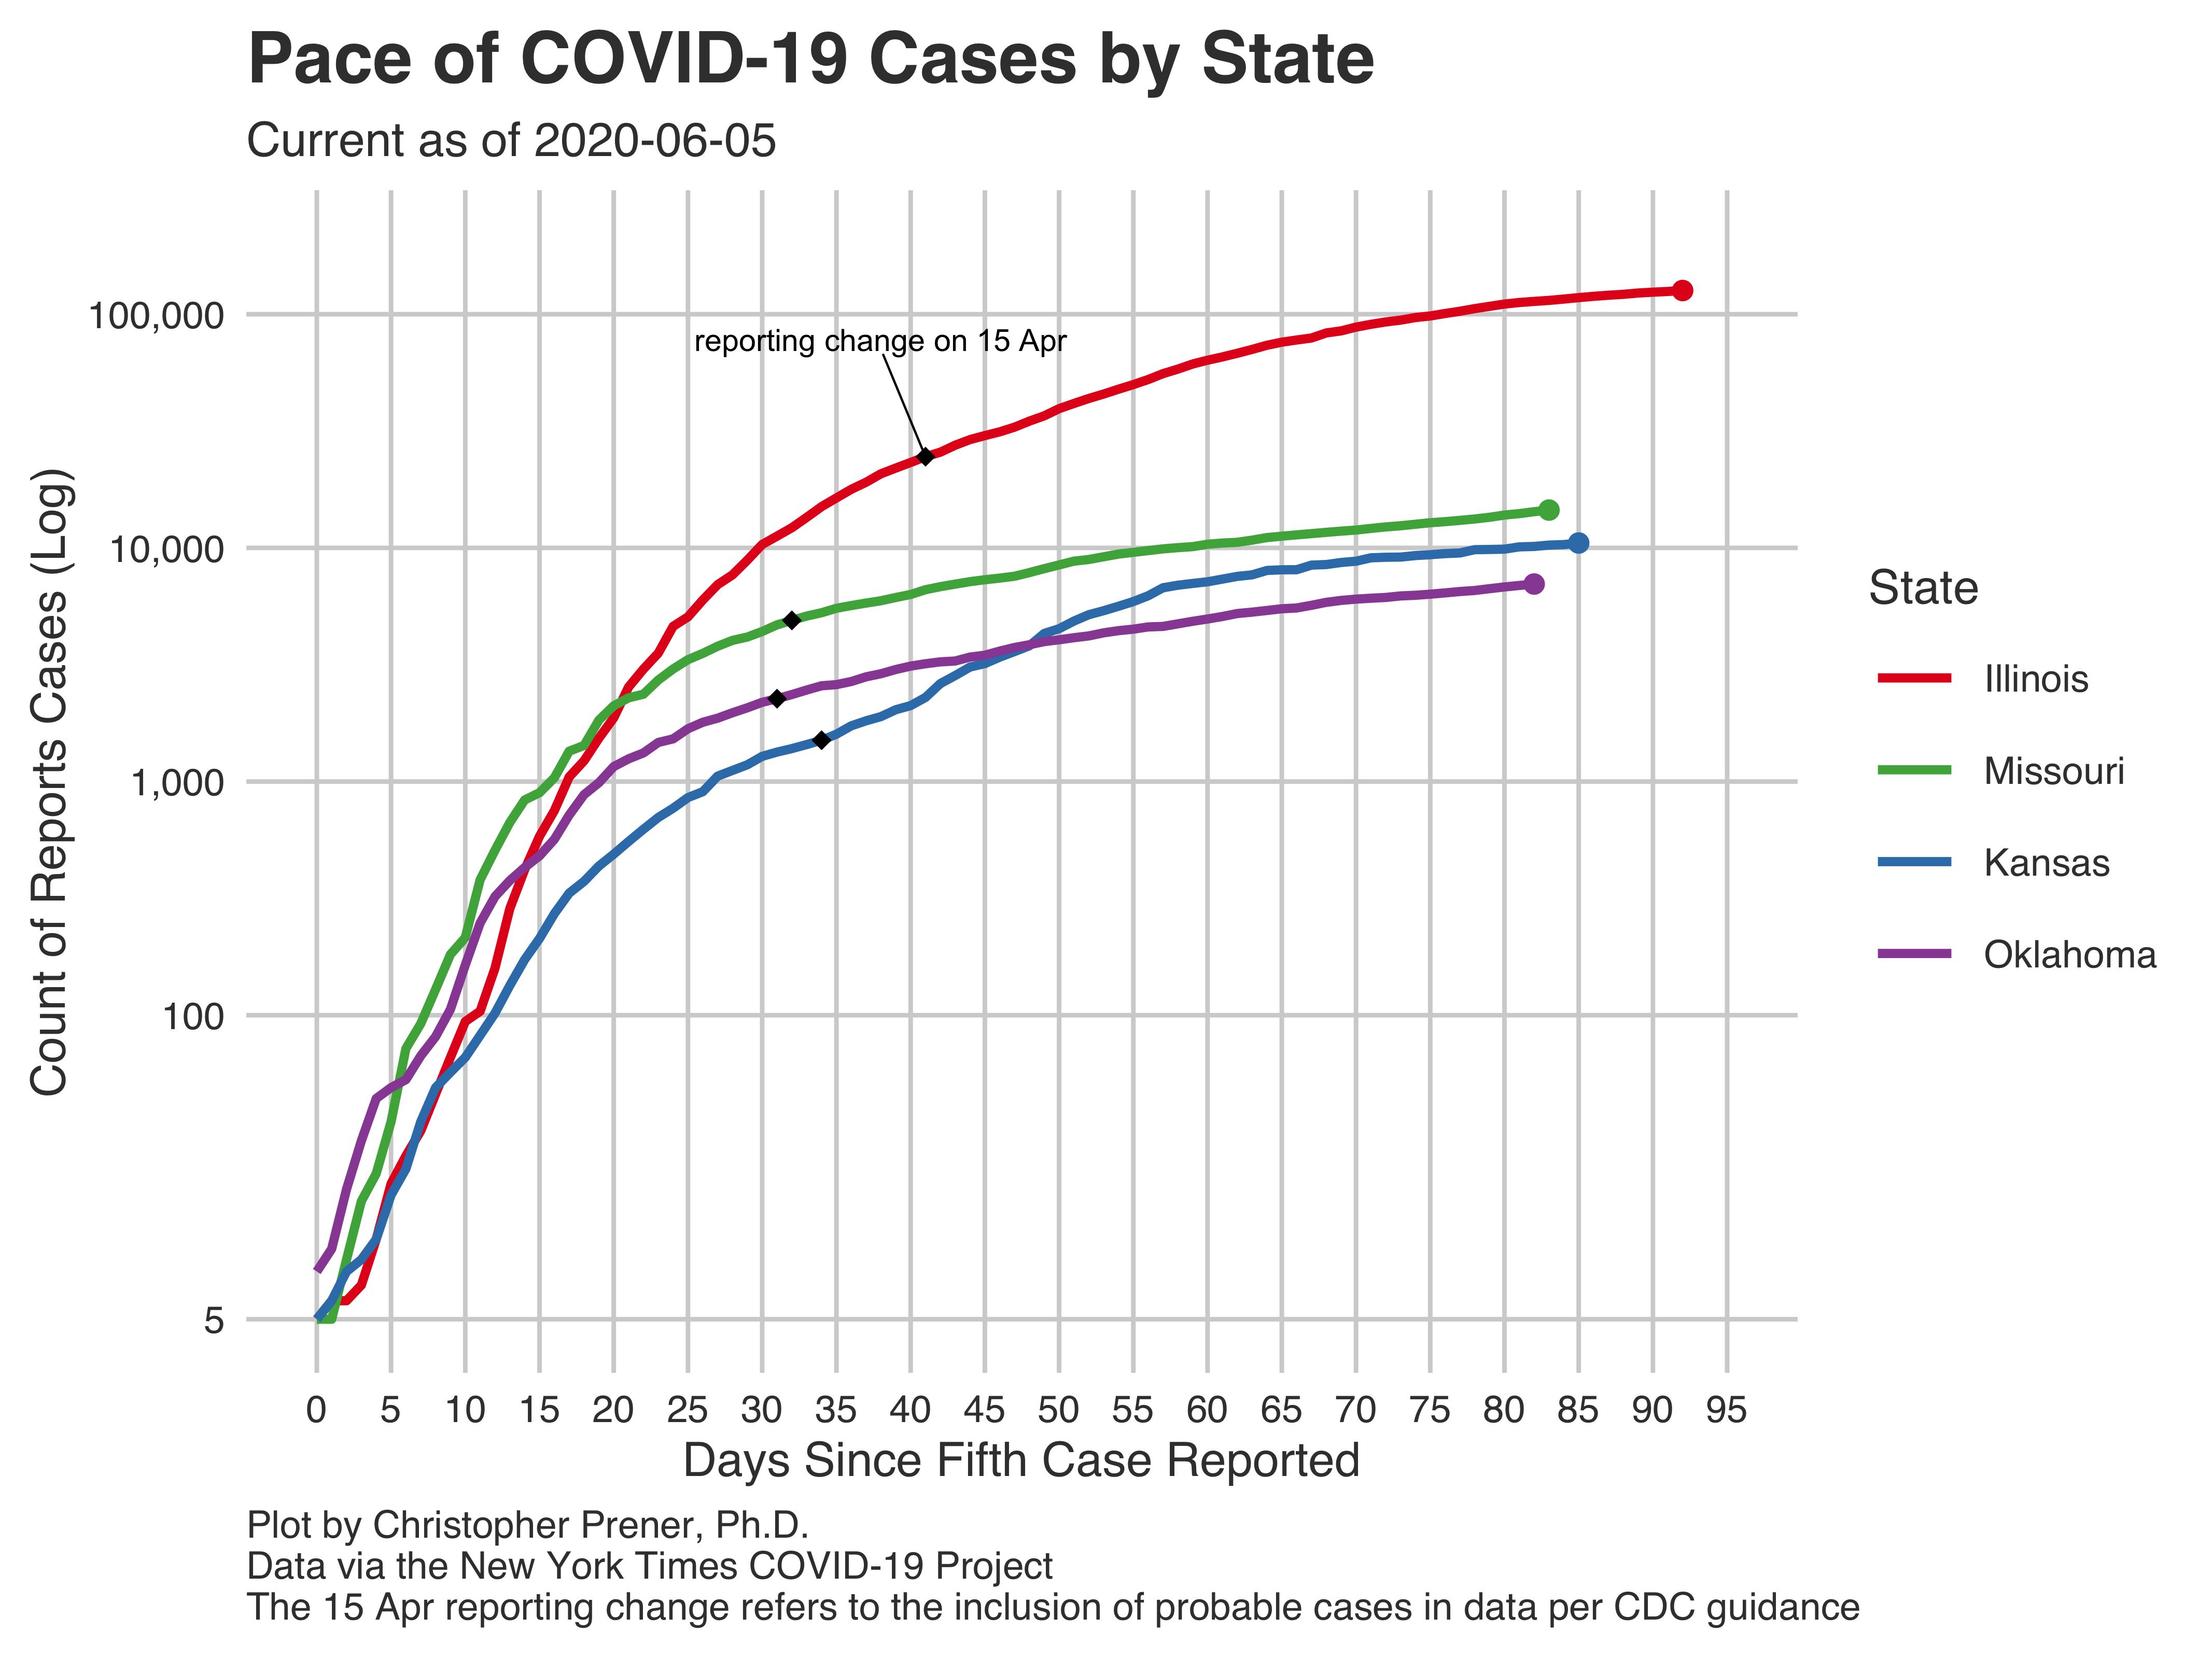 Pace of COVID-19 Cases by State
Current as of 2020-06-05
Count of Reports Cases (Log)
100,000
10,000
1,000
100
5
reporting change on 15 Apr
0 5 10 15 20 25 30 35 40 45 50 55 60 65 70 75 80 85 90 95
Days Since Fifth Case Reported
State
Illinois
Missouri
Kansas
Oklahoma
Plot by Christopher Prener, Ph.D.
Data via the New York Times COVID-19 Project
The 15 Apr reporting change refers to the inclusion of probable cases in data per CDC guidance